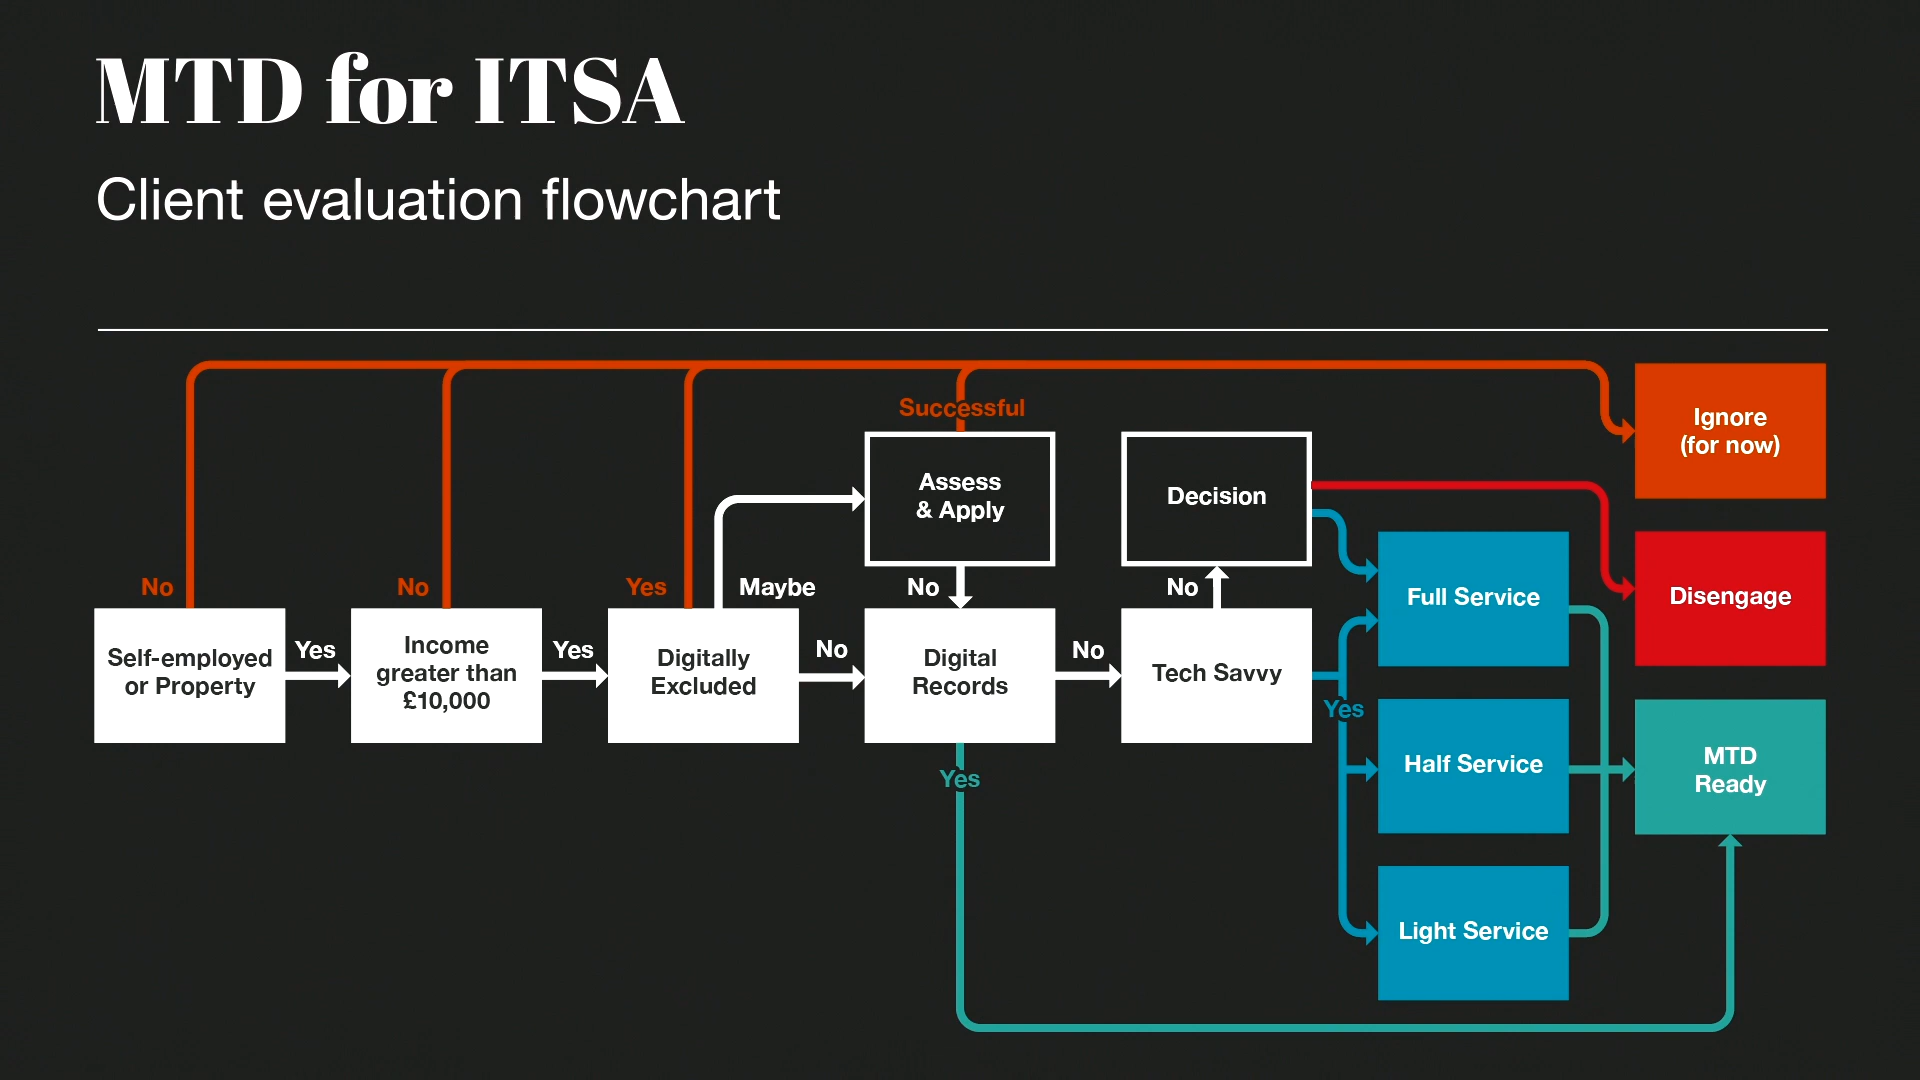 MTD for ITSA
Client evaluation flowchart
Successful
Ignore
(for now)
Assess
& Apply
Decision
No
No
Yes
Maybe
No
No
Full Service
Disengage
Self-employed
or Property
Yes
Income
greater than
£10,000
Yes
Digitally
Excluded
No
Digital
Records
No
Tech Savvy
Yes
Half Service
MTD
Ready
Yes
Light Service